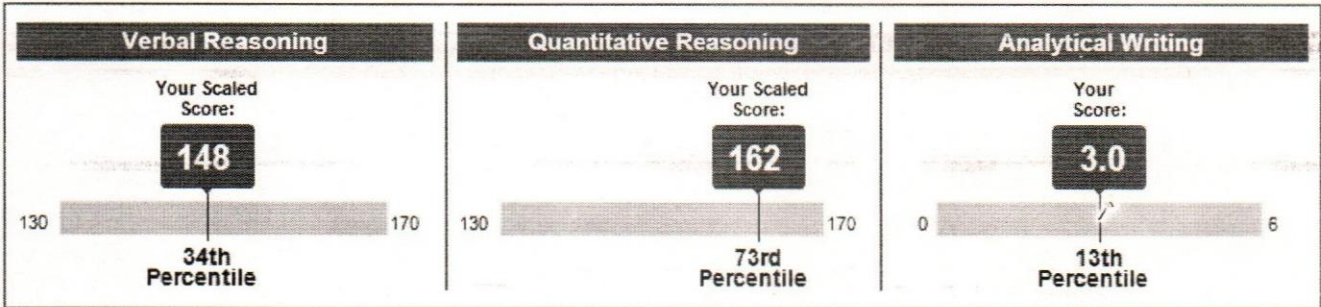 Verbal Reasoning
Your Scaled
Score:
148
130
170
34th
Percentile
Quantitative Reasoning
Your Scaled
Score:
162
130
170
73rd
Percentile
Analytical Writing
Your
Score:
3.0
0
6
13th
Percentile